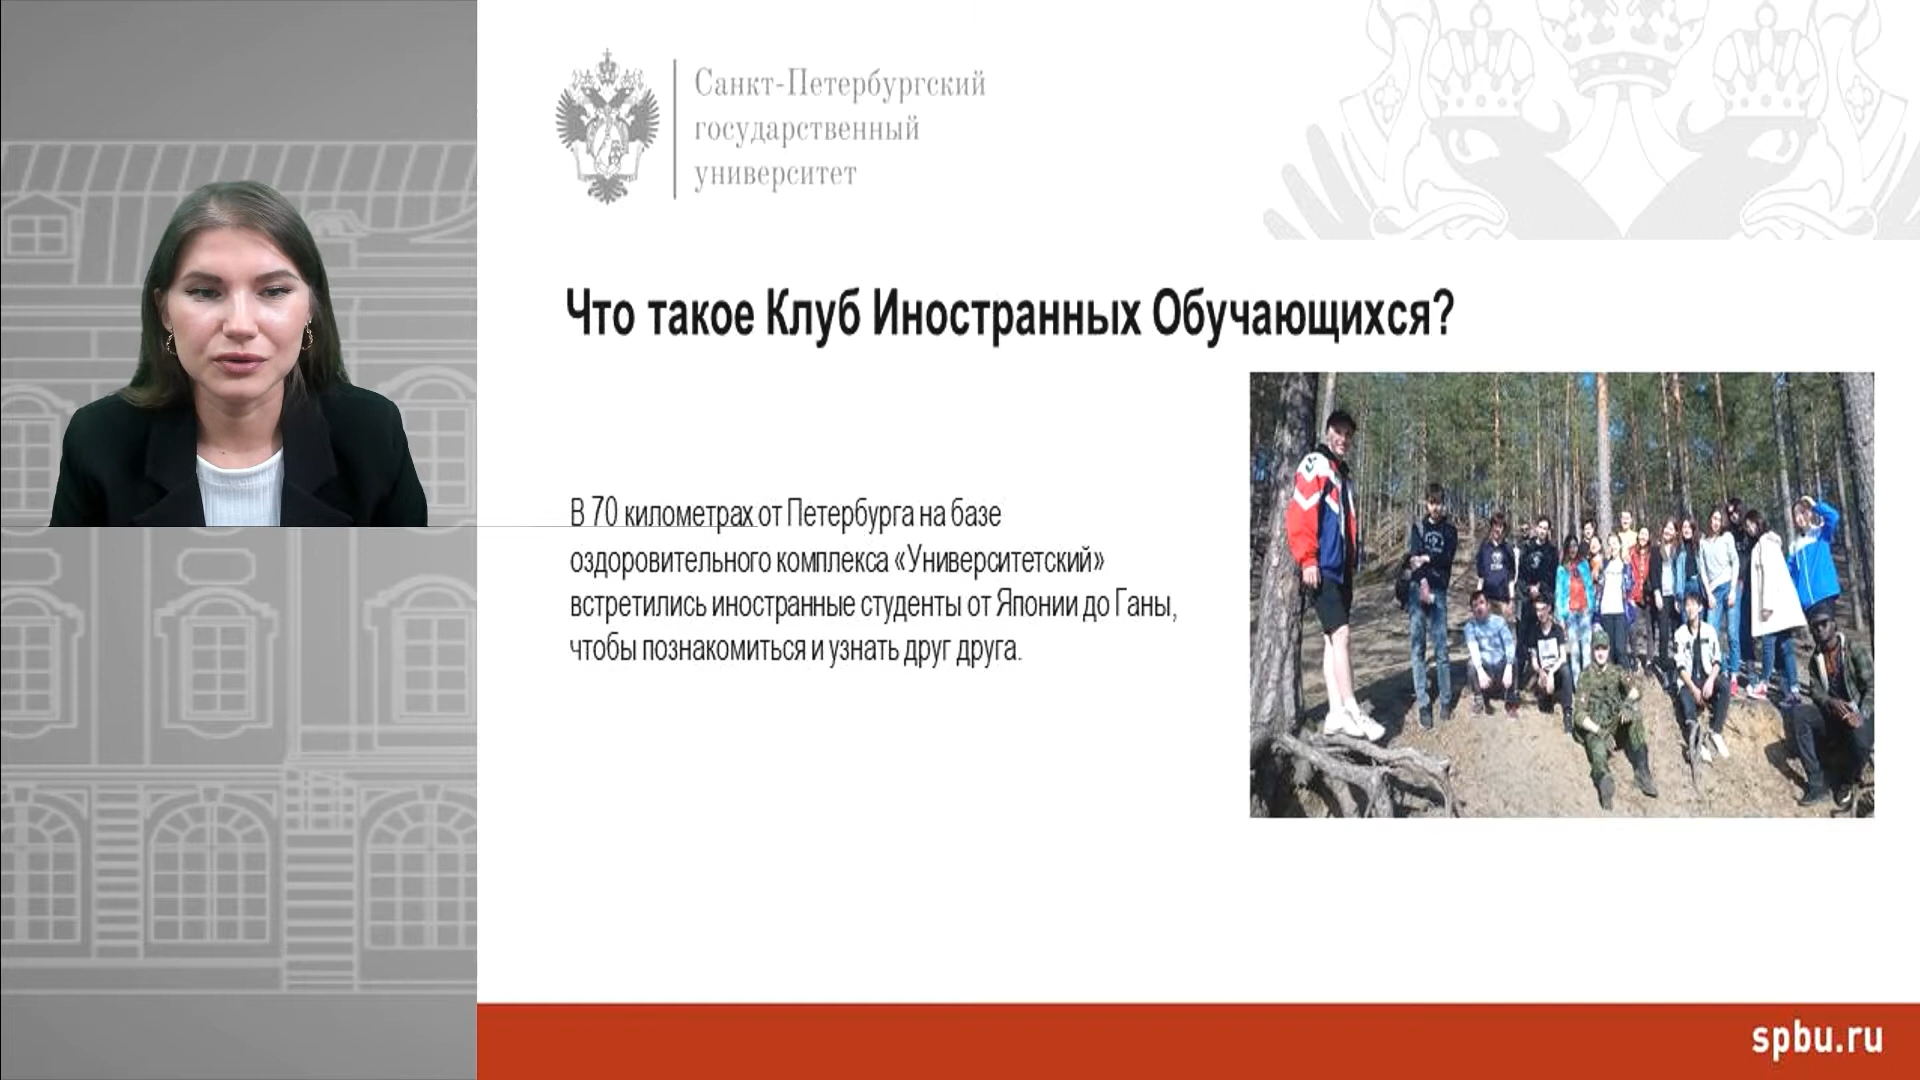 Санкт-Петербургский
государственный
университет
Что такое Клуб Иностранных Обучающихся?
В 70 километрах от Петербурга на базе
оздоровительного комплекса «Университетский»
встретились иностранные студенты от Японии до Ганы,
чтобы познакомиться и узнать друг друга.
spbu.ru